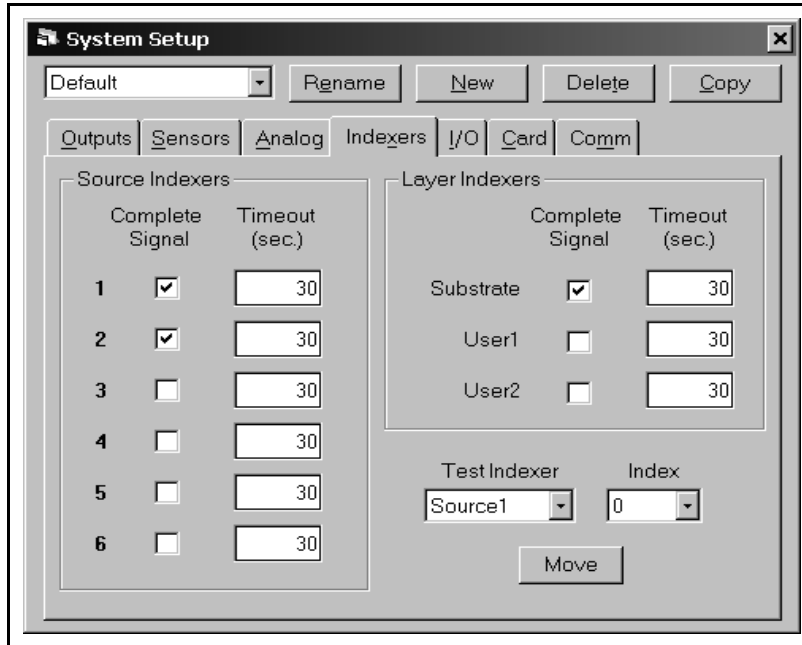 System Setup
Default Rename New Delete Copy
Outputs Sensors Analog Indexers I/O Card Comm
Source Indexers
Complete Signal Timeout (sec.)
1 30
2 30
3 30
4 30
5 30
6 30
Layer Indexers
Complete Signal Timeout (sec.)
Substrate 30
User1 30
User2 30
Test Indexer Index
Source1 0
Move